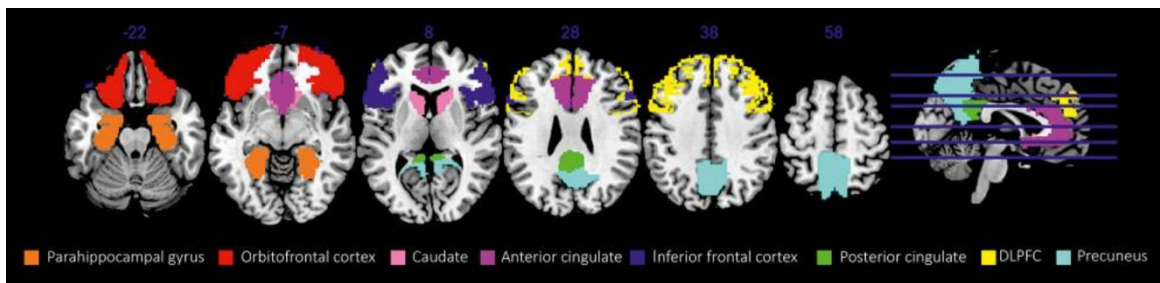 -22 -7 8 28 38 58
Parahippocampal gyrus Orbitofrontal cortex Caudate Anterior cingulate Inferior frontal cortex Posterior cingulate DLPFC Precuneus